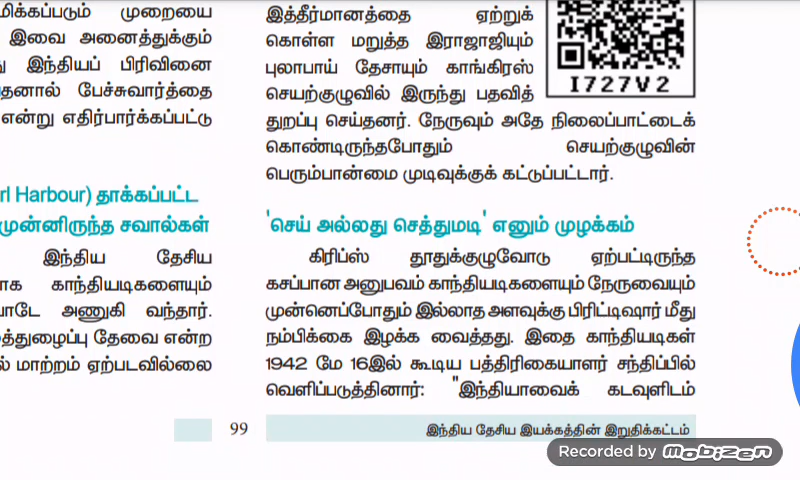 மிக்கப்படும் முறையை
இவை அனைத்துக்கும்
இந்தியப் பிரிவினை
பேச்சுவார்த்தை
என்று எதிர்பார்க்கப்பட்டு
rl Harbour) தாக்கப்பட்ட
முன்னிருந்த சவால்கள்
இந்திய தேசிய
ாக காந்தியடிகளையும்
அணுகி வந்தார்.
த்துழைப்பு தேவை என்ற
ல் மாற்றம் ஏற்படவில்லை
இத்தீர்மானத்தை ஏற்றுக்
கொள்ள மறுத்த இராஜாஜியும்
புலாபாய் தேசாயும் காங்கிரஸ்
செயற்குழுவில் இருந்து பதவித்
துறப்பு செய்தனர். நேருவும் அதே நிலைப்பாட்டைக்
கொண்டிருந்தபோதும் செயற்குழுவின்
பெரும்பான்மை முடிவுக்குக் கட்டுப்பட்டார்.
I727V2
'செய் அல்லது செத்துமடி' எனும் முழக்கம்
கிரிப்ஸ் தூதுக்குழுவோடு ஏற்பட்டிருந்த
கசப்பான அனுபவம் காந்தியடிகளையும் நேருவையும்
முன்னெப்போதும் இல்லாத அளவுக்கு பிரிட்டிஷார் மீது
நம்பிக்கை இழக்க வைத்தது. இதை காந்தியடிகள்
1942 மே 16இல் கூடிய பத்திரிகையாளர் சந்திப்பில்
வெளிப்படுத்தினார்: "இந்தியாவைக் கடவுளிடம்
99
இந்திய தேசிய இயக்கத்தின் இறுதிக்கட்டம்
Recorded by mobizen